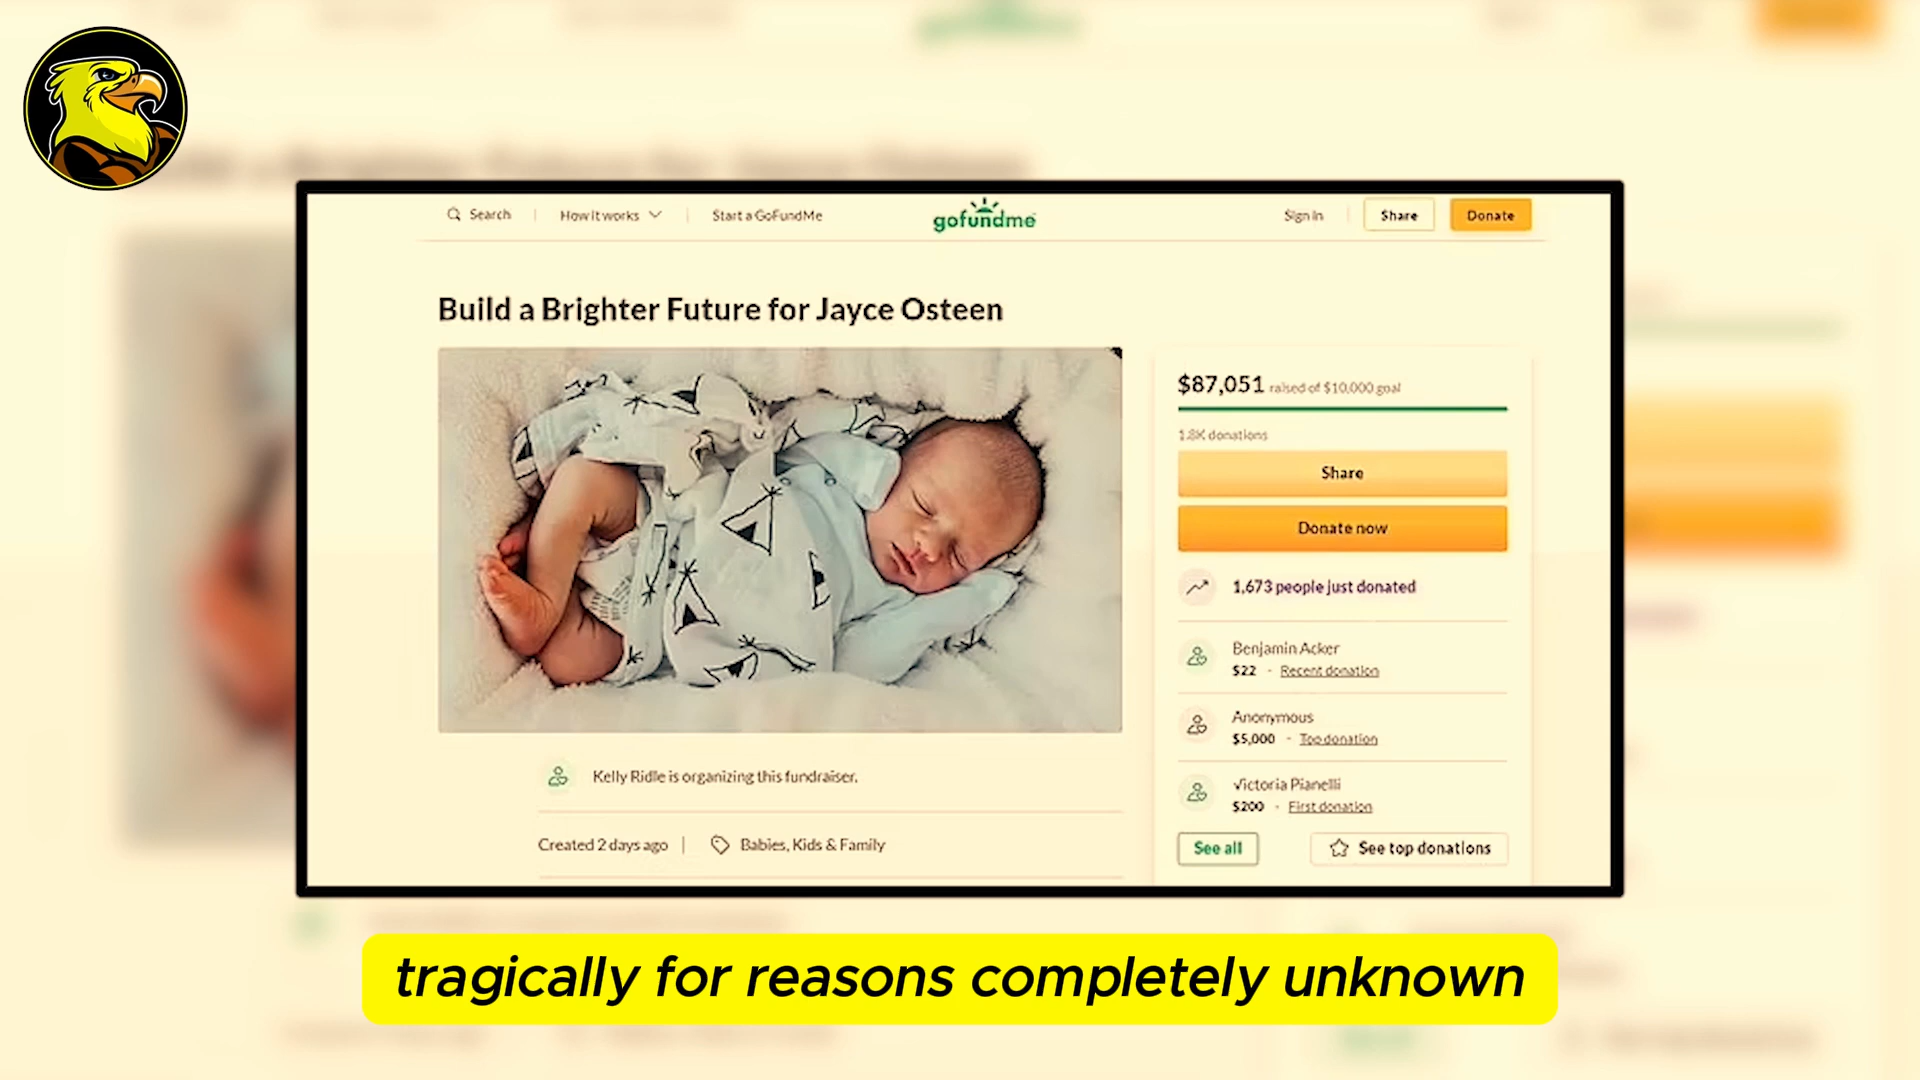 Search
How it works
Start a GoFundMe
gofundme
Sign in
Share
Donate
Build a Brighter Future for Jayce Osteen
$87,051 raised of $10,000 goal
1.8K donations
Share
Donate now
1,673 people just donated
Benjamin Acker
$22 - Recent donation
Anonymous
$5,000 - Top donation
Victoria Pianelli
$200 - First donation
See all
See top donations
Kelly Ridle is organizing this fundraiser.
Created 2 days ago
Babies, Kids & Family
tragically for reasons completely unknown